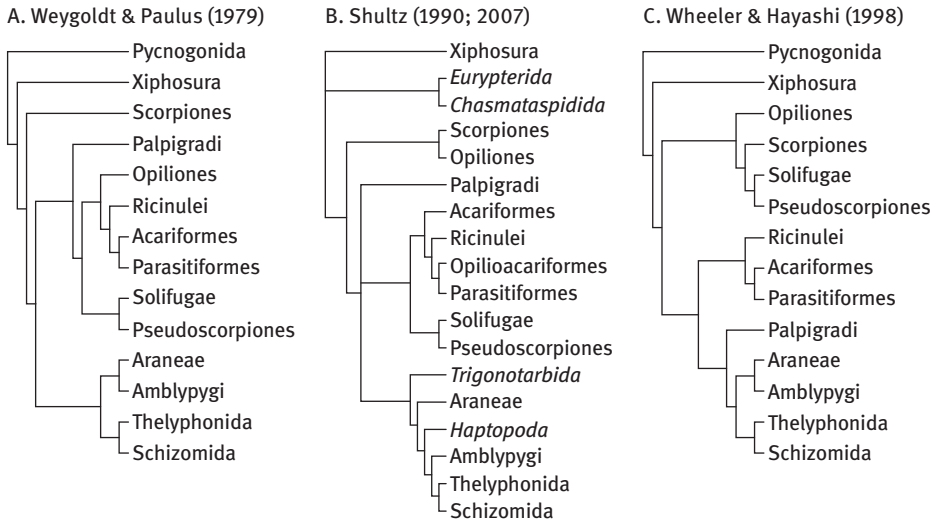 A. Weygoldt & Paulus (1979)
Pycnogonida
Xiphosura
Scorpiones
Palpigradi
Opiliones
Ricinulei
Acariformes
Parasitiformes
Solifugae
Pseudoscorpiones
Araneae
Amblypygi
Thelyphonida
Schizomida
B. Shultz (1990; 2007)
Xiphosura
Eurypterida
Chasmataspidida
Scorpiones
Opiliones
Palpigradi
Acariformes
Ricinulei
Opilioacariformes
Parasitiformes
Solifugae
Pseudoscorpiones
Trigonotarbida
Araneae
Haptopoda
Amblypygi
Thelyphonida
Schizomida
C. Wheeler & Hayashi (1998)
Pycnogonida
Xiphosura
Opiliones
Scorpiones
Solifugae
Pseudoscorpiones
Ricinulei
Acariformes
Parasitiformes
Palpigradi
Araneae
Amblypygi
Thelyphonida
Schizomida